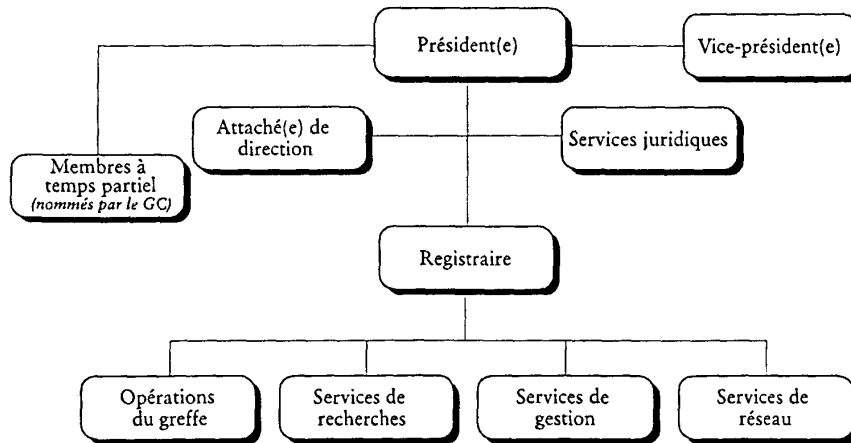 Président(e)
Vice-président(e)
Attaché(e) de
direction
Services juridiques
Membres à
temps partiel
(nommés par le GC)
Registraire
Opérations
du greffe
Services de
recherches
Services de
gestion
Services de
réseau